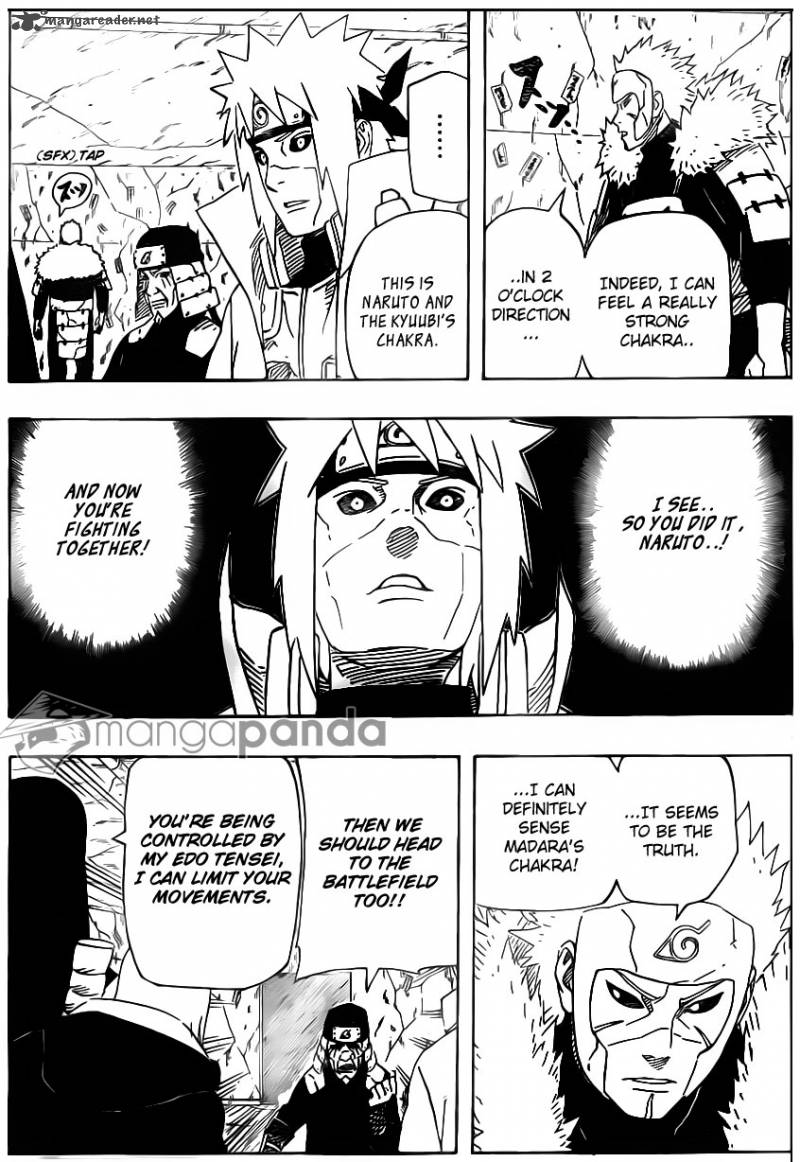 mangareader.net
INDEED, I CAN
FEEL A REALLY
STRONG
CHAKRA..
..IN 2
O'CLOCK
DIRECTION
...
......
THIS IS
NARUTO AND
THE KYUUBI'S
CHAKRA.
(SFX) TAP
スッ
I SEE..
SO YOU DID IT,
NARUTO..!
AND NOW
YOU'RE
FIGHTING
TOGETHER!
mangapanda
...IT SEEMS
TO BE THE
TRUTH.
...I CAN
DEFINITELY
SENSE
MADARA'S
CHAKRA!
THEN WE
SHOULD HEAD
TO THE
BATTLEFIELD
TOO!!
YOU'RE BEING
CONTROLLED BY
MY EDO TENSEI,
I CAN LIMIT YOUR
MOVEMENTS.